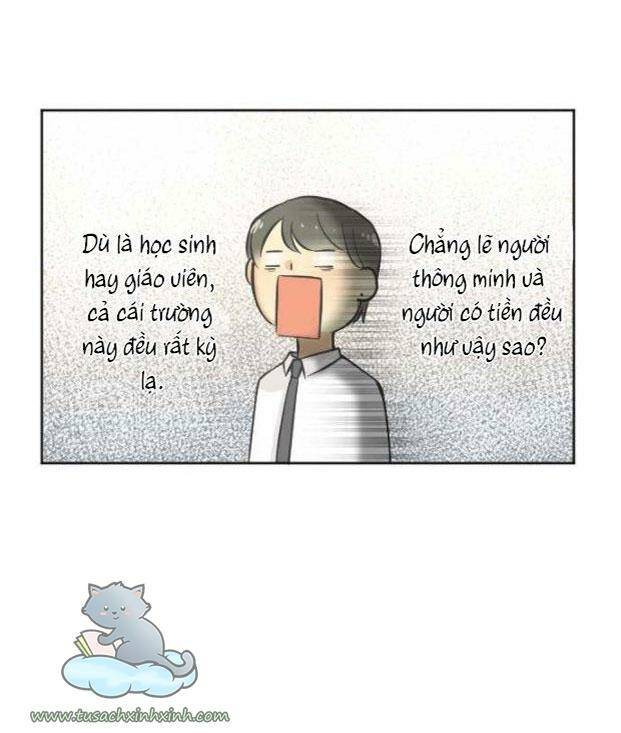 Dù là học sinh
hay giáo viên,
cả cái trường
này đều rất kỳ
lạ.
Chẳng lẽ người
thông minh và
người có tiền đều
như vậy sao?
www.tusachxinhxinh.com